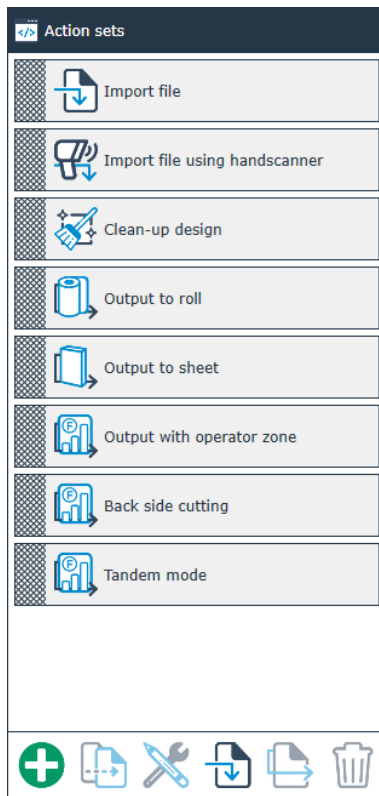 Action sets
Import file
Import file using handscanner
Clean-up design
Output to roll
Output to sheet
Output with operator zone
Back side cutting
Tandem mode